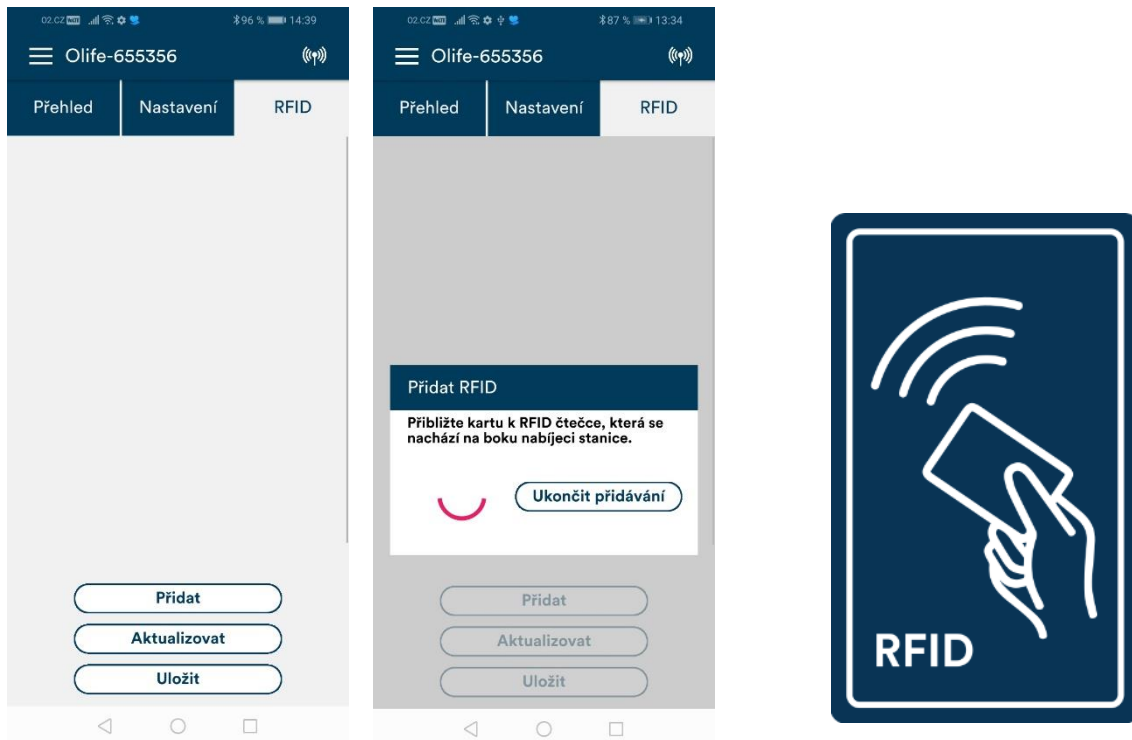 02.CZ 96 % 14:39
Olife-655356
Přehled Nastavení RFID
Přidat
Aktualizovat
Uložit
02.CZ 87 % 13:34
Olife-655356
Přehled Nastavení RFID
Přidat RFID
Přibližte kartu k RFID čtečce, která se
nachází na boku nabíjeci stanice.
Ukončit přidávání
Přidat
Aktualizovat
Uložit
RFID